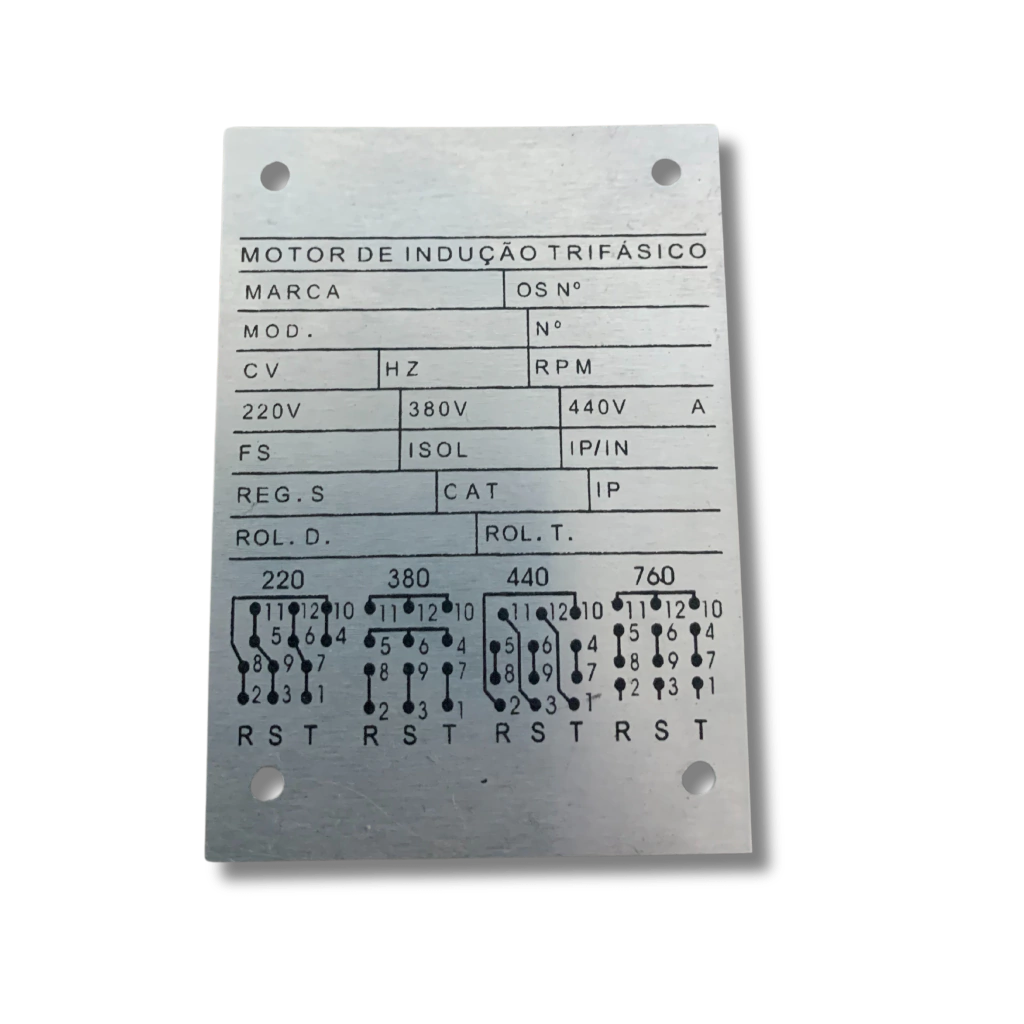 MOTOR DE INDUÇÃO TRIFÁSICO
MARCA OS Nº
MOD. Nº
CV HZ RPM
220V 380V 440V A
FS ISOL IP/IN
REG.S CAT IP
ROL. D. ROL. T.
220 380 440 760
11 12 10 11 12 10 11 12 10 11 12 10
5 6 4 5 6 4 5 6 4 5 6 4
8 9 7 8 9 7 8 9 7 8 9 7
2 3 1 2 3 1 2 3 1 2 3 1
R S T R S T R S T R S T